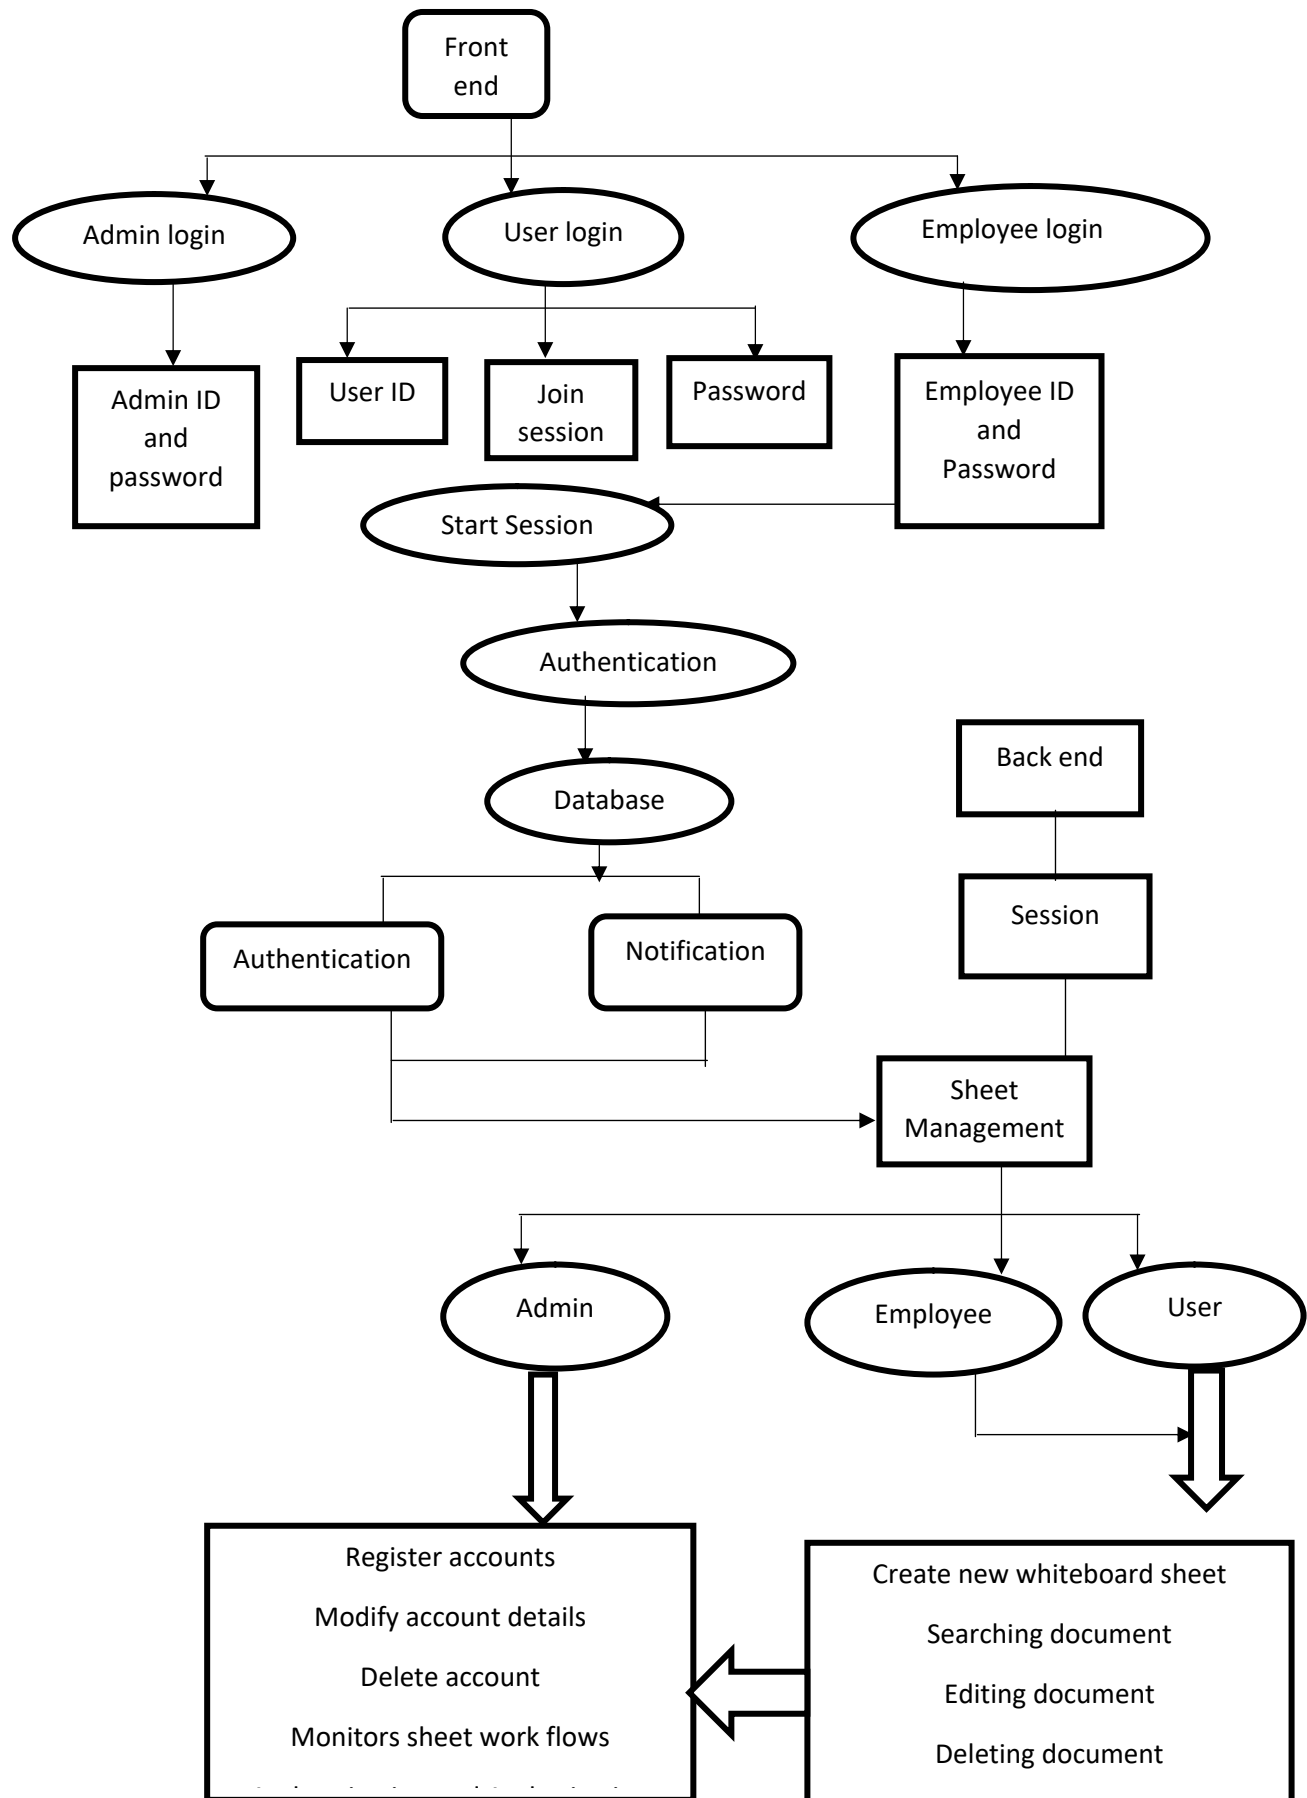 Front
end
Admin login
User login
Employee login
Admin ID
and
password
User ID
Join
session
Password
Employee ID
and
Password
Start Session
Authentication
Database
Back end
Session
Authentication
Notification
Sheet
Management
Admin
Employee
User
Register accounts
Modify account details
Delete account
Monitors sheet work flows
Create new whiteboard sheet
Searching document
Editing document
Deleting document